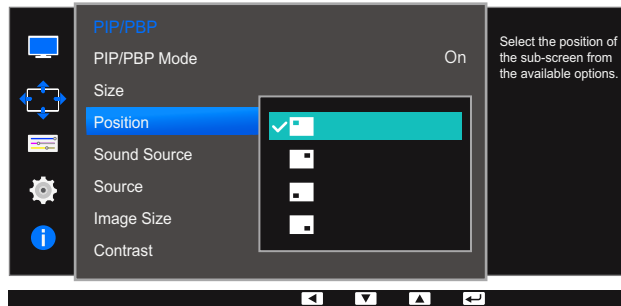 PIP/PBP
PIP/PBP Mode On
Size
Position
Sound Source
Source
Image Size
Contrast
Select the position of
the sub-screen from
the available options.